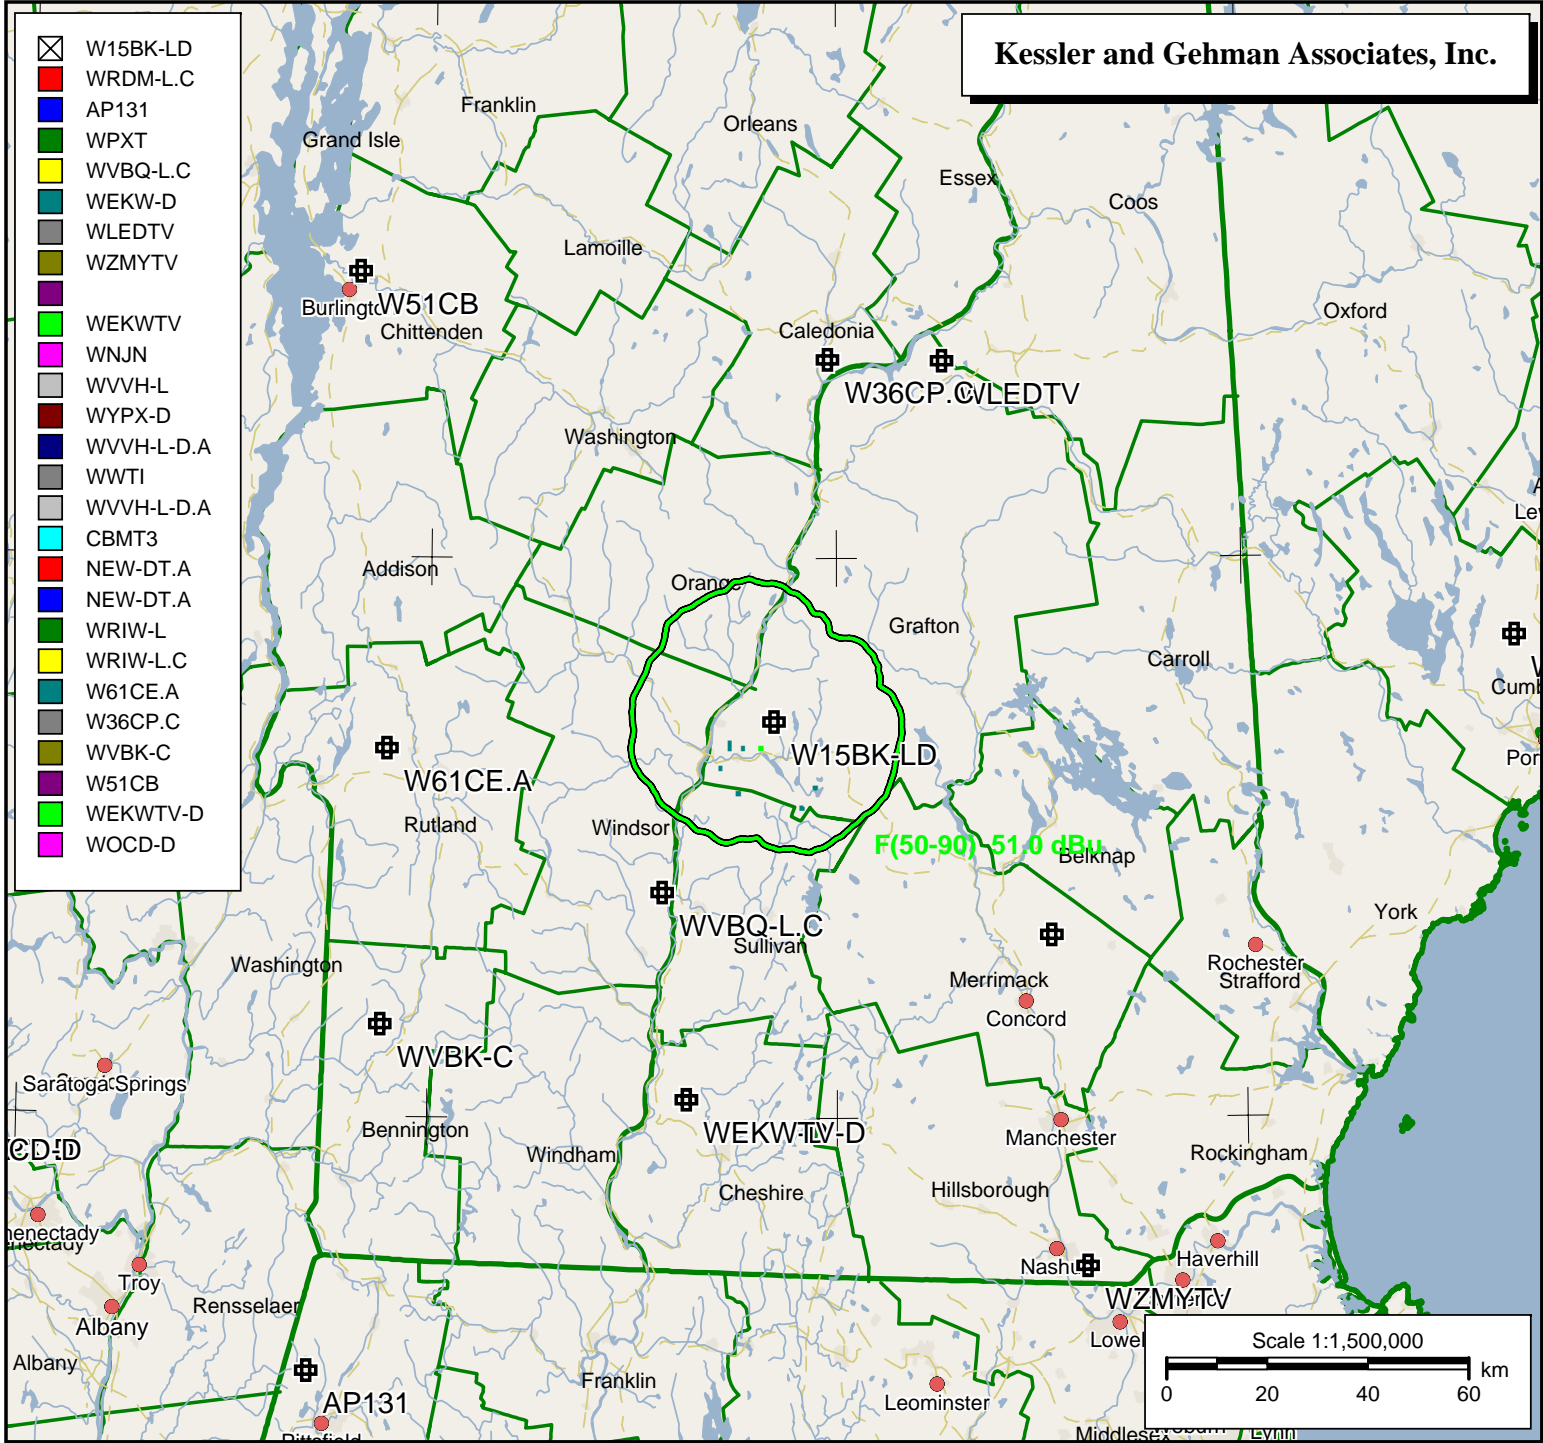 Kessler and Gehman Associates, Inc.
W15BK-LD
WRDM-L.C
AP131
WPXT
WVBQ-L.C
WEKW-D
WLEDTV
WZMYTV
WEKWTV
WNJN
WVVH-L
WYPX-D
WVVH-L-D.A
WWTI
WVVH-L-D.A
CBMT3
NEW-DT.A
NEW-DT.A
WRIW-L
WRIW-L.C
W61CE.A
W36CP.C
WVBK-C
W51CB
WEKWTV-D
WOCD-D
Franklin
Grand Isle
Orleans
Essex
Coos
Lamoille
W51CB
Chittenden
Caledonia
Oxford
W36CP.C
WLEDTV
Washington
Addison
Orange
Grafton
Carroll
W15BK-LD
W61CE.A
Rutland
Windsor
F(50-90) 51.0 dBu
Belknap
WVBQ-L.C
Sullivan
York
Washington
Merrimack
Concord
Rochester
Strafford
WVBK-C
Saratoga Springs
Bennington
WEKWTV-D
Windham
Manchester
Rockingham
Cheshire
Hillsborough
Haverhill
Troy
Rensselaer
WZMYTV
Albany
Albany
Franklin
Leominster
AP131
Scale 1:1,500,000
0 20 40 60 km